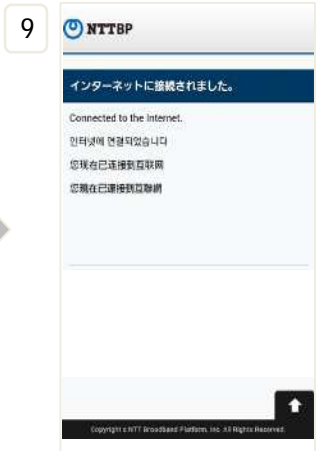 9
NTTBP
インターネットに接続されました。
Connected to the Internet.
인터넷에 연결되었습니다
您现在已连接到互联网
您現在已連接到互聯網
Copyright c NTT Broadband Platform, Inc. All Rights Reserved.